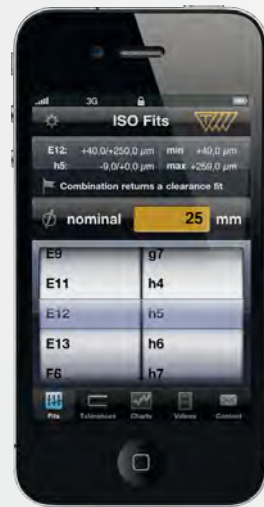 3G
ISO Fits
E12: +40,0/+250,0 µm min +40,0 µm
h5: -9,0/+0,0 µm max +259,0 µm
Combination returns a clearance fit
nominal 25 mm
E9 g7
E11 h4
E12 h5
E13 h6
F6 h7
Fits Tolerances Charts Videos Contact